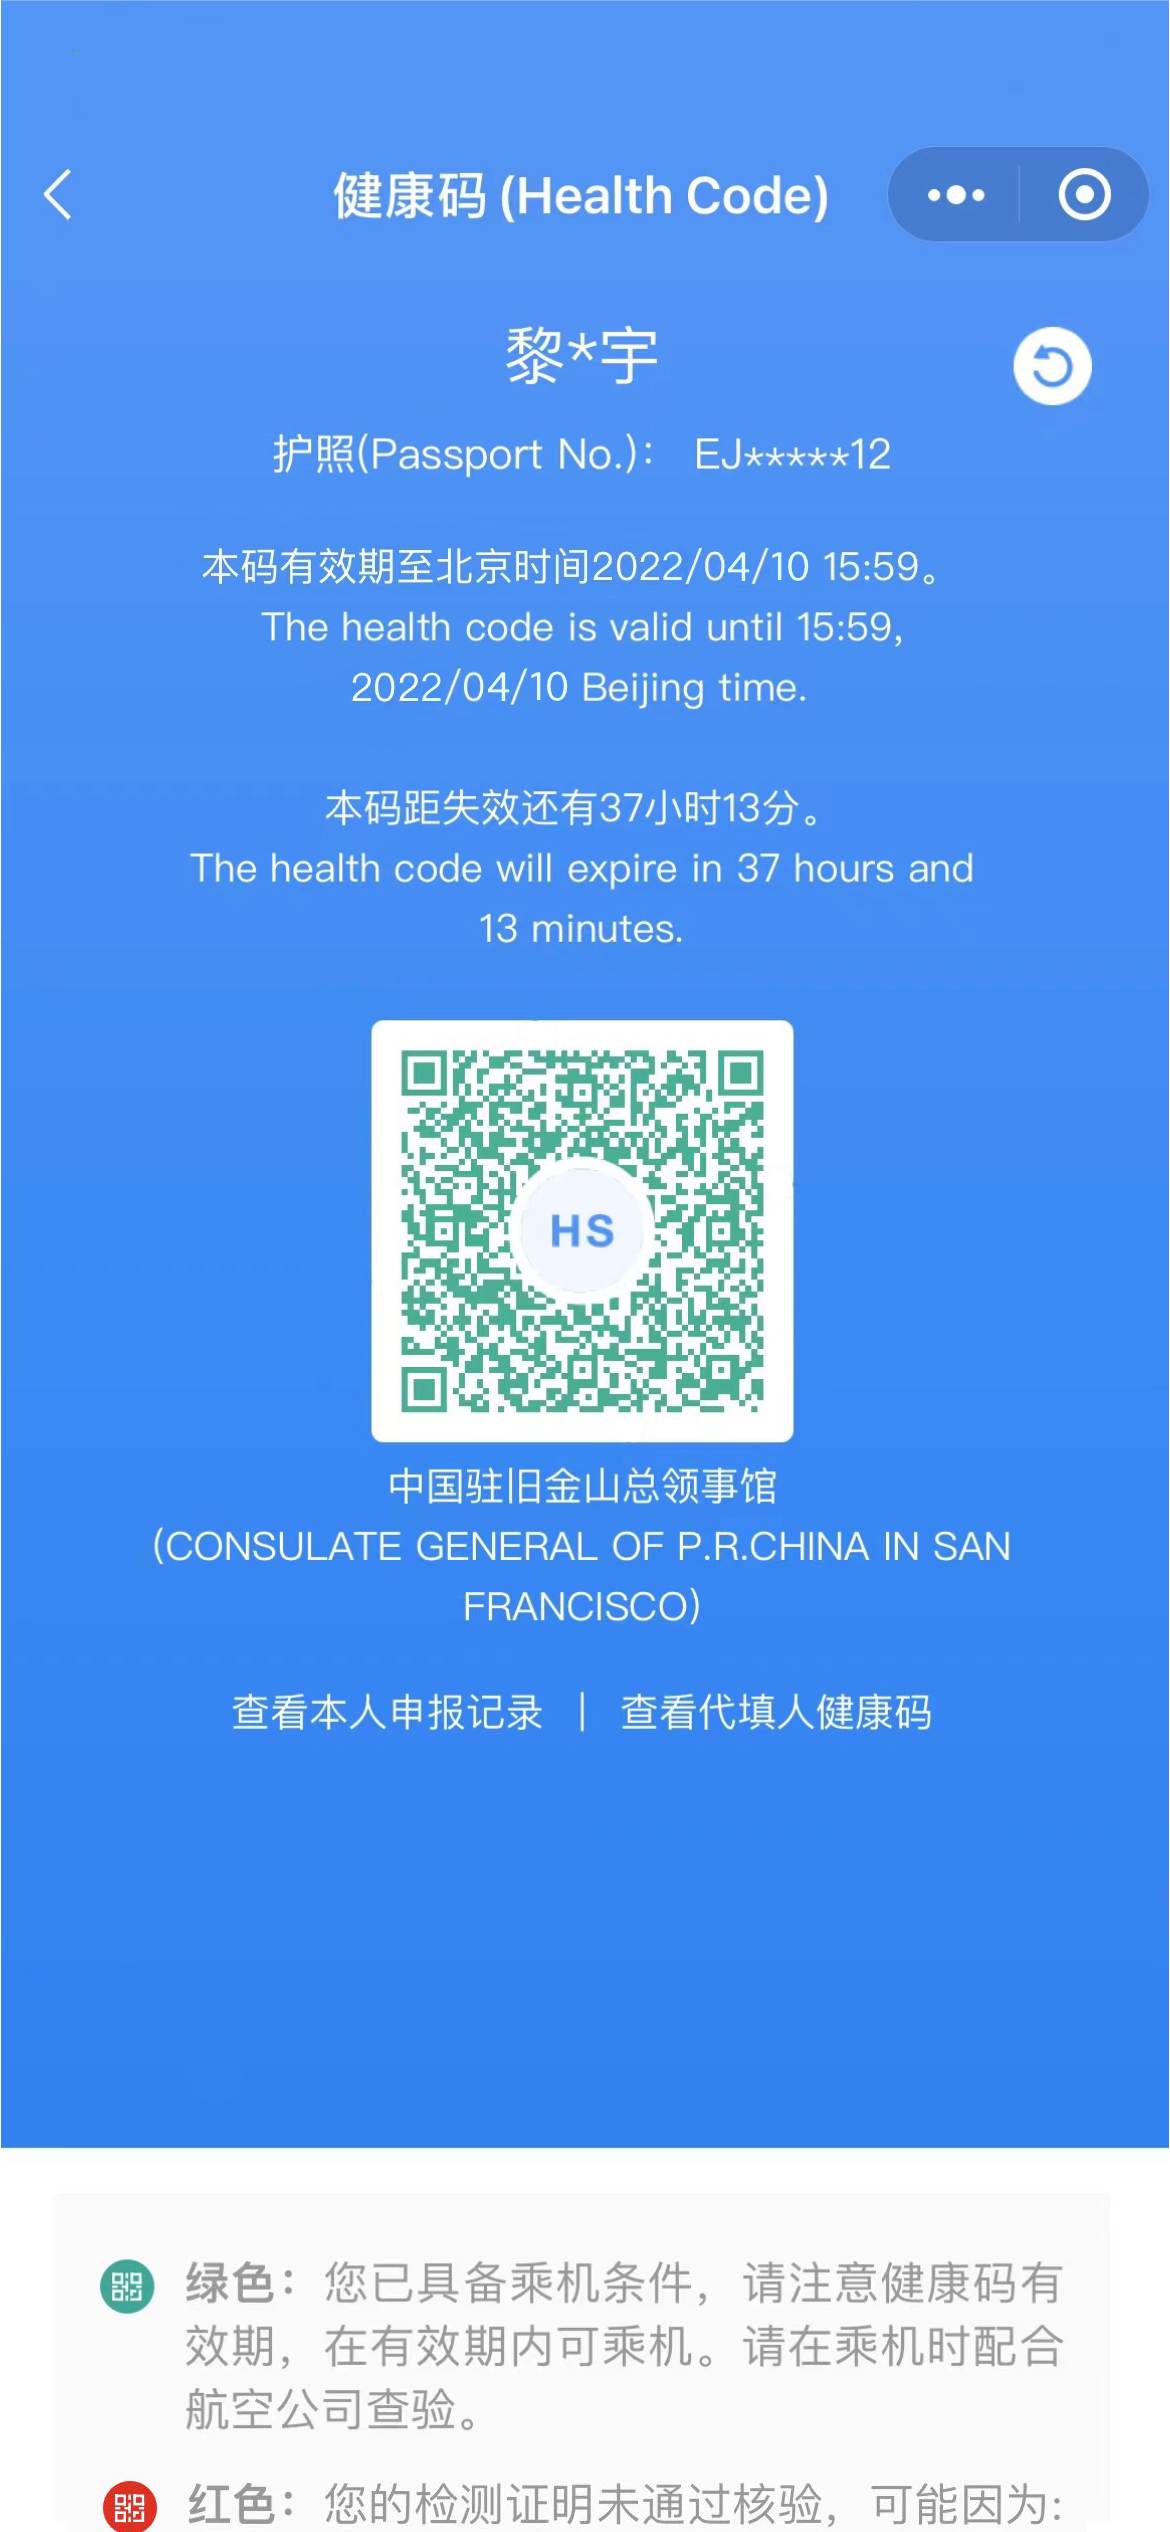 健康码 (Health Code)
黎*宇
护照(Passport No.)： EJ*****12
本码有效期至北京时间2022/04/10 15:59。
The health code is valid until 15:59,
2022/04/10 Beijing time.
本码距失效还有37小时13分。
The health code will expire in 37 hours and
13 minutes.
HS
中国驻旧金山总领事馆
(CONSULATE GENERAL OF P.R.CHINA IN SAN
FRANCISCO)
查看本人申报记录 | 查看代填人健康码
绿色：您已具备乘机条件，请注意健康码有
效期，在有效期内可乘机。请在乘机时配合
航空公司查验。
红色：您的检测证明未通过核验，可能因为: